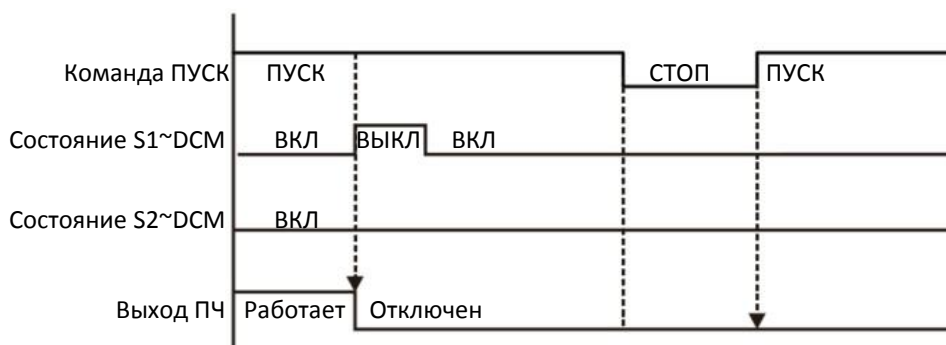 Команда ПУСК ПУСК СТОП ПУСК
Состояние S1~DCM ВКЛ ВЫКЛ ВКЛ
Состояние S2~DCM ВКЛ
Выход ПЧ Работает Отключен